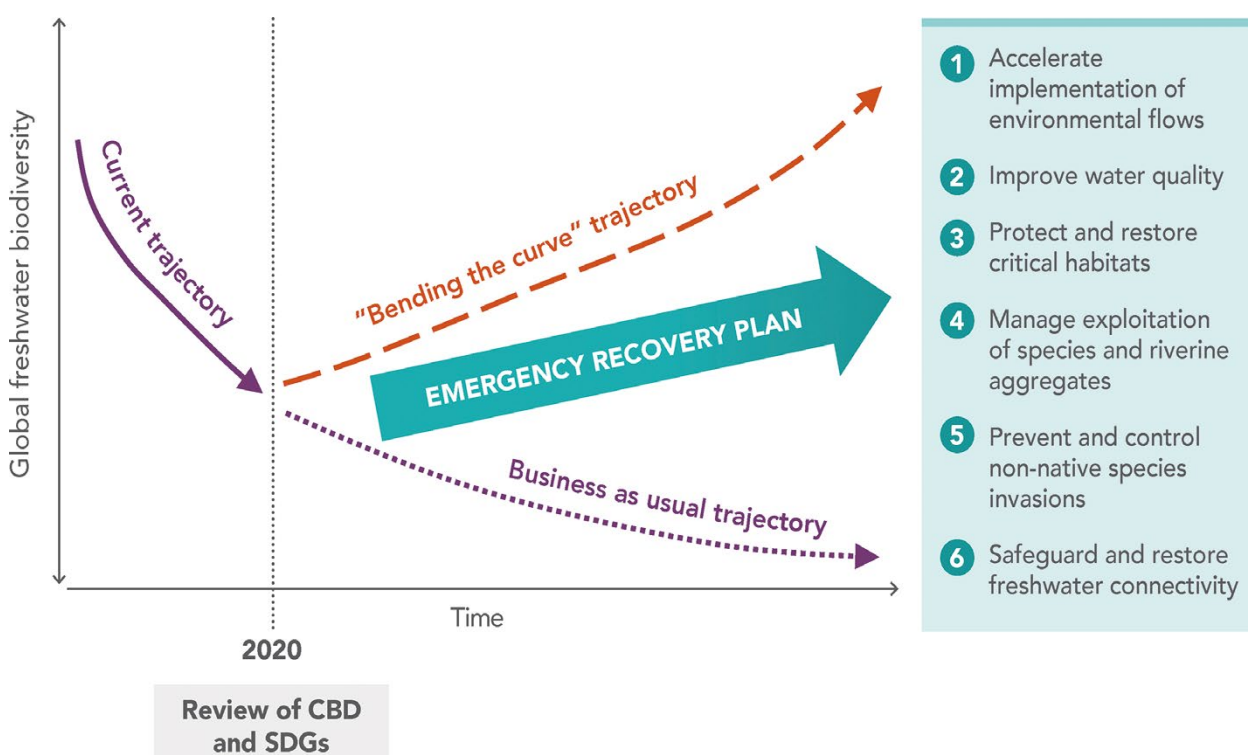 Global freshwater biodiversity
Current trajectory
"Bending the curve" trajectory
EMERGENCY RECOVERY PLAN
Business as usual trajectory
Time
2020
Review of CBD
and SDGs
1 Accelerate
implementation of
environmental flows
2 Improve water quality
3 Protect and restore
critical habitats
4 Manage exploitation
of species and riverine
aggregates
5 Prevent and control
non-native species
invasions
6 Safeguard and restore
freshwater connectivity